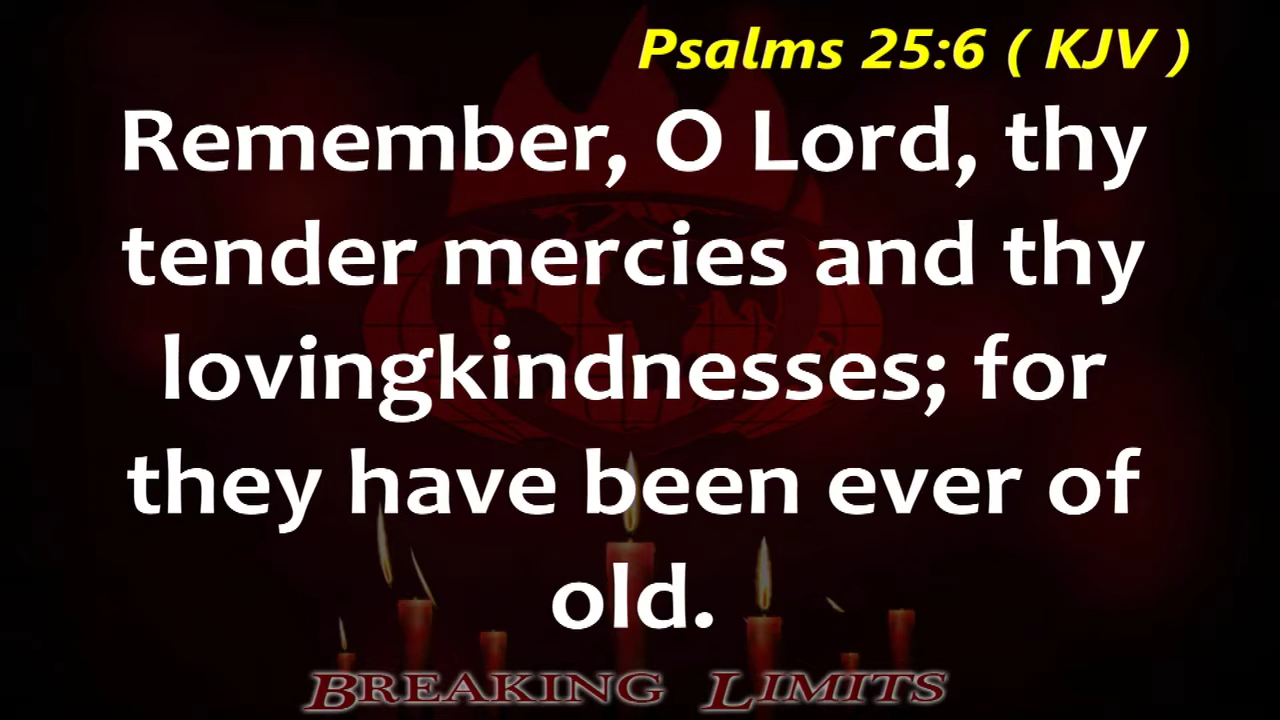 Psalms 25:6 ( KJV )
Remember, O Lord, thy
tender mercies and thy
lovingkindnesses; for
they have been ever of
old.
BREAKING LIMITS